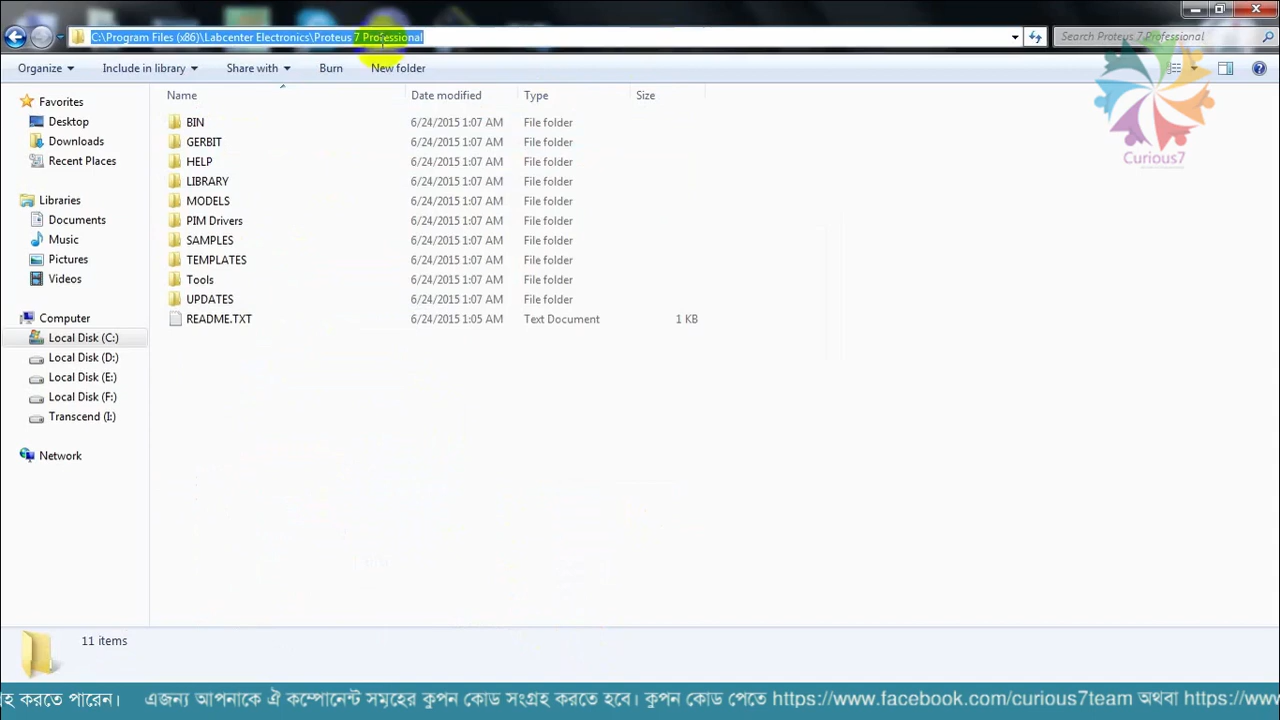 C:\Program Files (x86)\Labcenter Electronics\Proteus 7 Professional
Search Proteus 7 Professional
Organize
Include in library
Share with
Burn
New folder
Name
Date modified
Type
Size
Favorites
Desktop
Downloads
Recent Places
Libraries
Documents
Music
Pictures
Videos
Computer
Local Disk (C:)
Local Disk (D:)
Local Disk (E:)
Local Disk (F:)
Transcend (I:)
Network
BIN 6/24/2015 1:07 AM File folder
GERBIT 6/24/2015 1:07 AM File folder
HELP 6/24/2015 1:07 AM File folder
LIBRARY 6/24/2015 1:07 AM File folder
MODELS 6/24/2015 1:07 AM File folder
PIM Drivers 6/24/2015 1:07 AM File folder
SAMPLES 6/24/2015 1:07 AM File folder
TEMPLATES 6/24/2015 1:07 AM File folder
Tools 6/24/2015 1:07 AM File folder
UPDATES 6/24/2015 1:07 AM File folder
README.TXT 6/24/2015 1:05 AM Text Document 1 KB
Curious7
11 items
গ্রহ করতে পারেন। এজন্য আপনাকে ঐ কম্পোনেন্ট সমূহের কুপন কোড সংগ্রহ করতে হবে। কুপন কোড পেতে https://www.facebook.com/curious7team অথবা https://www